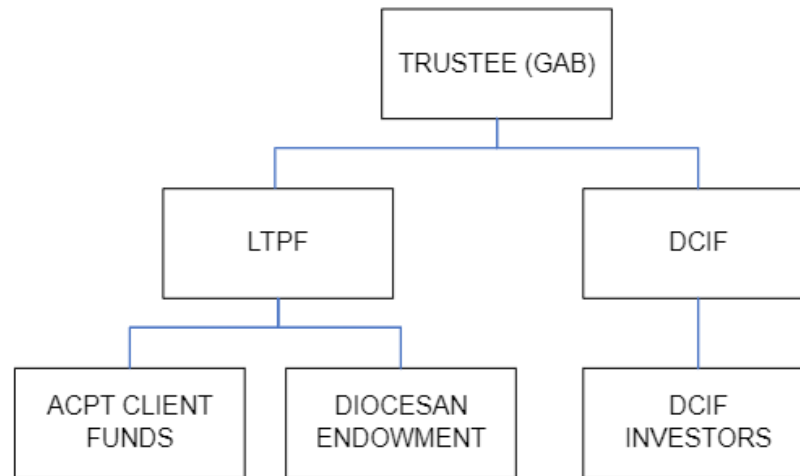 TRUSTEE (GAB)
LTPF
DCIF
ACPT CLIENT
FUNDS
DIOCESAN
ENDOWMENT
DCIF
INVESTORS